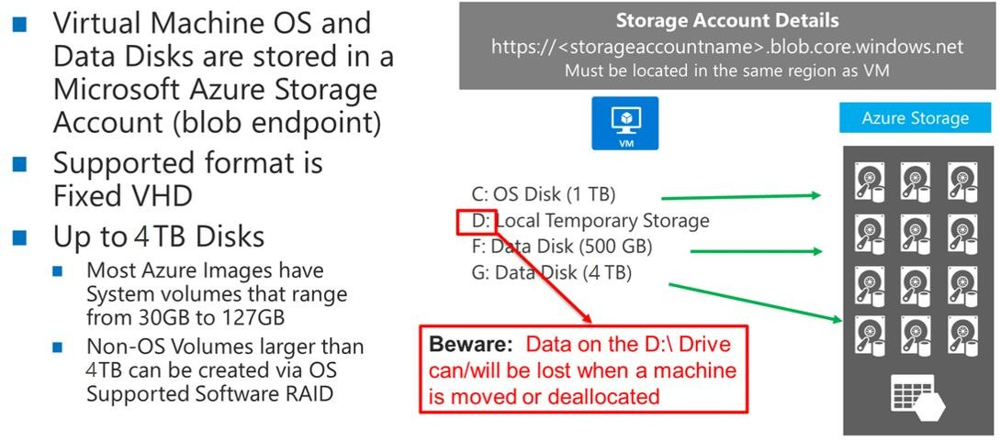 Virtual Machine OS and
Data Disks are stored in a
Microsoft Azure Storage
Account (blob endpoint)
Supported format is
Fixed VHD
Up to 4TB Disks
Most Azure Images have
System volumes that range
from 30GB to 127GB
Non-OS Volumes larger than
4TB can be created via OS
Supported Software RAID
Storage Account Details
https://<storageaccountname>.blob.core.windows.net
Must be located in the same region as VM
VM
Azure Storage
C: OS Disk (1 TB)
D: Local Temporary Storage
F: Data Disk (500 GB)
G: Data Disk (4 TB)
Beware: Data on the D:\ Drive
can/will be lost when a machine
is moved or deallocated